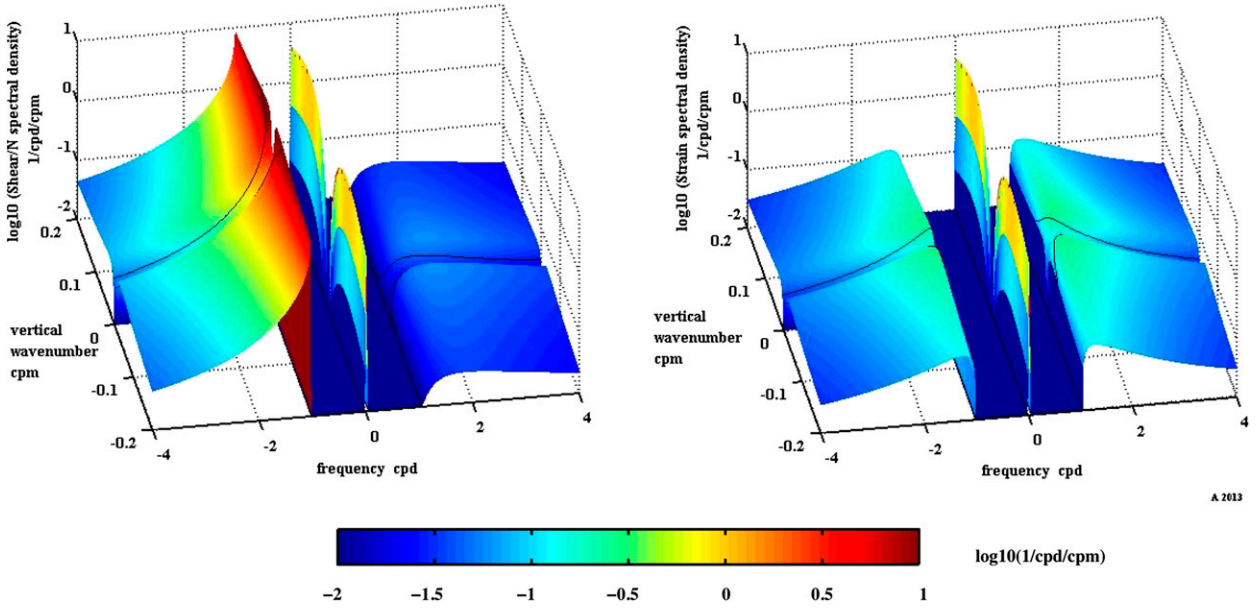 log10 (Shear/N spectral density)
1/cpd/cpm
1
0
-1
-2
0.2
0.1
0
-0.1
-0.2
vertical
wavenumber
cpm
-4
-2
0
2
4
frequency cpd
log10 (Strain spectral density)
1/cpd/cpm
1
0
-1
-2
0.2
0.1
0
-0.1
-0.2
vertical
wavenumber
cpm
-4
-2
0
2
4
frequency cpd
A 2013
−2
−1.5
−1
−0.5
0
0.5
1
log10(1/cpd/cpm)